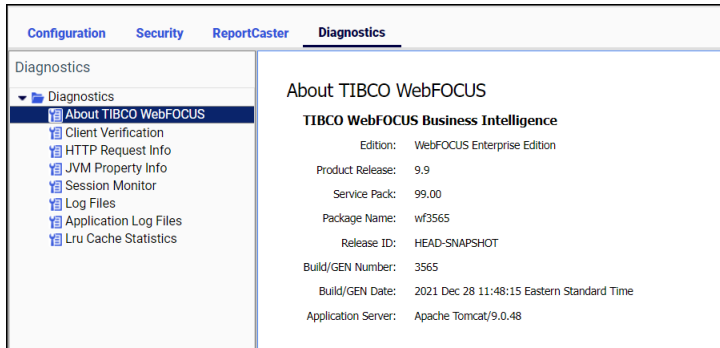 Configuration Security ReportCaster Diagnostics
Diagnostics
Diagnostics
About TIBCO WebFOCUS
Client Verification
HTTP Request Info
JVM Property Info
Session Monitor
Log Files
Application Log Files
Lru Cache Statistics
About TIBCO WebFOCUS
TIBCO WebFOCUS Business Intelligence
Edition: WebFOCUS Enterprise Edition
Product Release: 9.9
Service Pack: 99.00
Package Name: wf3565
Release ID: HEAD-SNAPSHOT
Build/GEN Number: 3565
Build/GEN Date: 2021 Dec 28 11:48:15 Eastern Standard Time
Application Server: Apache Tomcat/9.0.48